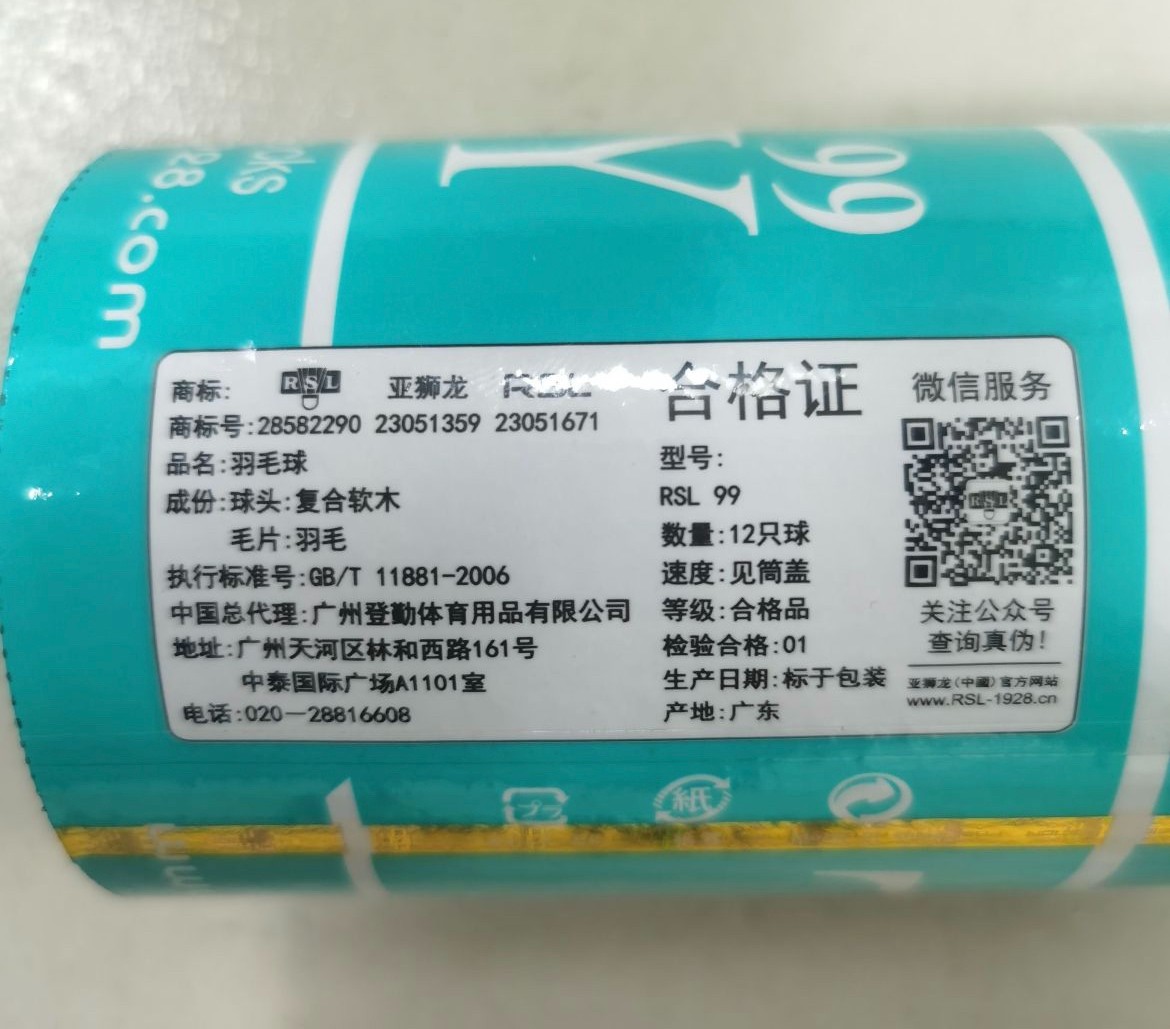 ks
28.com
99
商标: RSL 亚狮龙 RSL
商标号:28582290 23051359 23051671
品名:羽毛球
成份:球头:复合软木
毛片:羽毛
执行标准号:GB/T 11881-2006
中国总代理:广州登勤体育用品有限公司
地址:广州天河区林和西路161号
中泰国际广场A1101室
电话:020-28816608
合格证
型号:
RSL 99
数量:12只球
速度:见筒盖
等级:合格品
检验合格:01
生产日期:标于包装
产地:广东
微信服务
RSL
关注公众号
查询真伪!
亚狮龙(中國)官方网站
www.RSL-1928.cn
プラ
紙